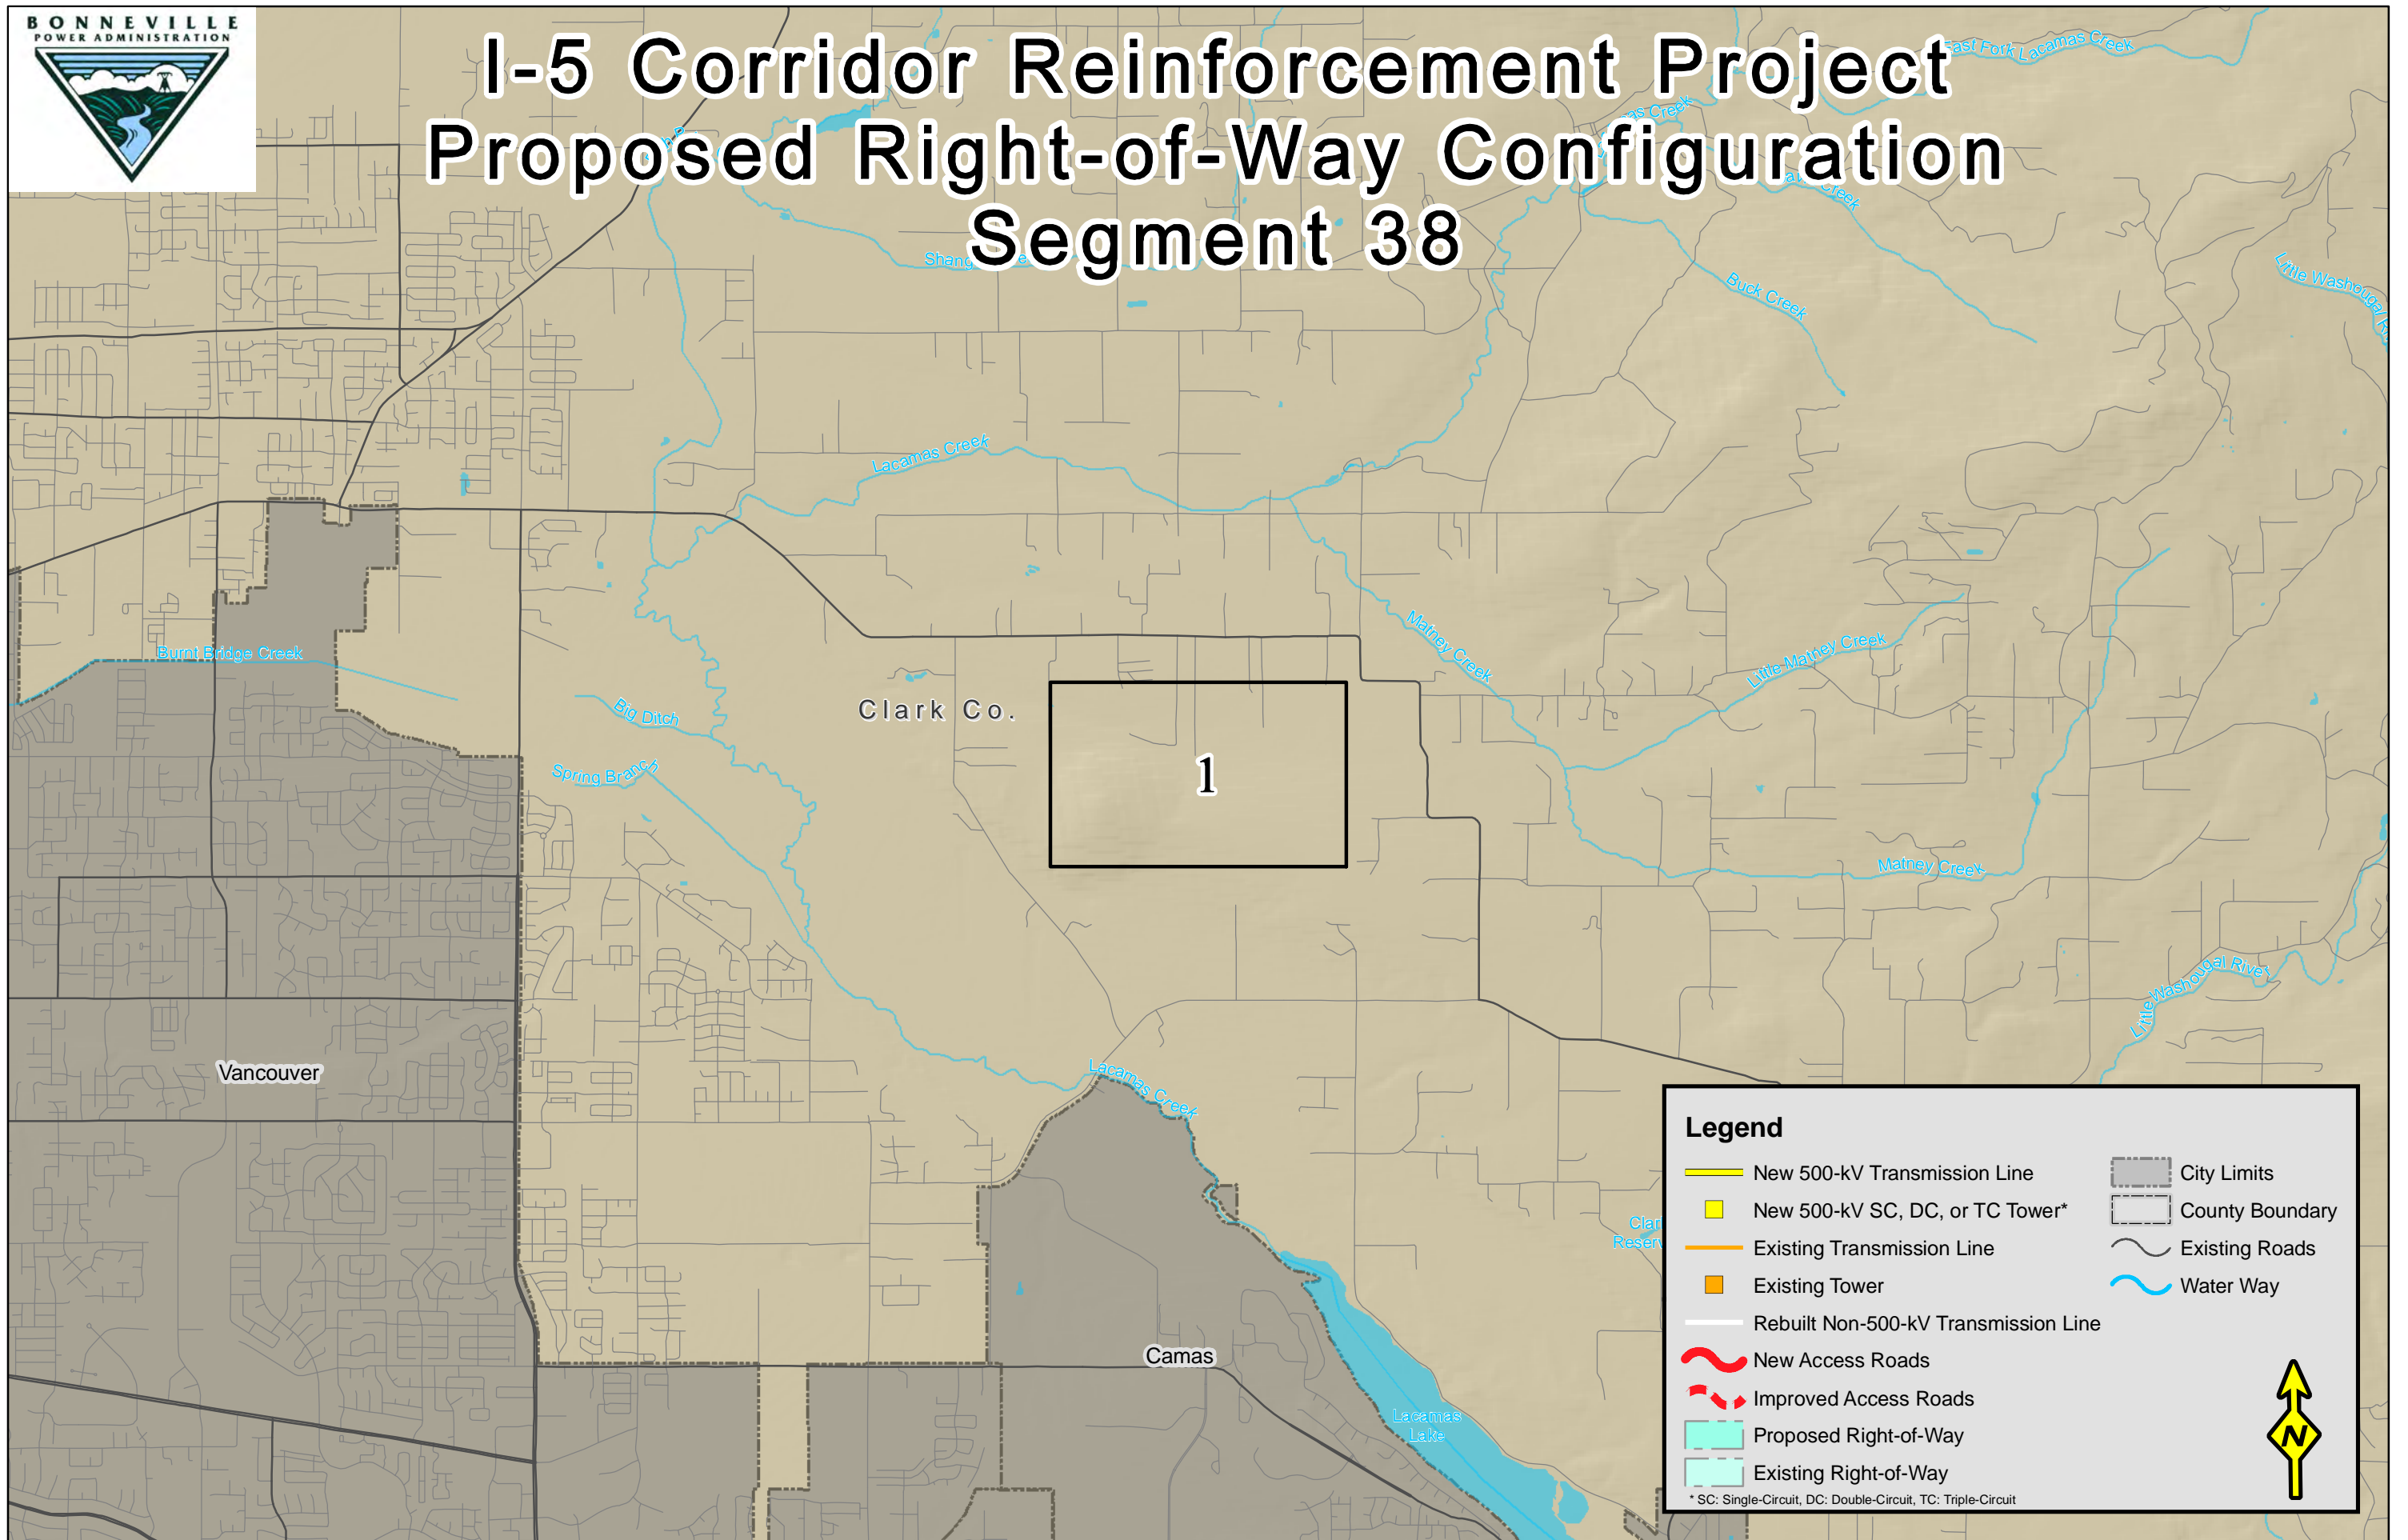 BONNEVILLE
POWER ADMINISTRATION
I-5 Corridor Reinforcement Project
Proposed Right-of-Way Configuration
Segment 38
East Fork Lacamas Creek
Creek
Creek
Buck Creek
Little Washougal
Lacamas Creek
Burnt Bridge Creek
Matney Creek
Little Matney Creek
Big Ditch
Clark Co.
Spring Branch
1
Matney Creek
Little Washougal River
Vancouver
Lacamas Creek
Camas
Lacamas
Lake
Legend
New 500-kV Transmission Line
New 500-kV SC, DC, or TC Tower*
Existing Transmission Line
Existing Tower
Rebuilt Non-500-kV Transmission Line
New Access Roads
Improved Access Roads
Proposed Right-of-Way
Existing Right-of-Way
City Limits
County Boundary
Existing Roads
Water Way
N
* SC: Single-Circuit, DC: Double-Circuit, TC: Triple-Circuit